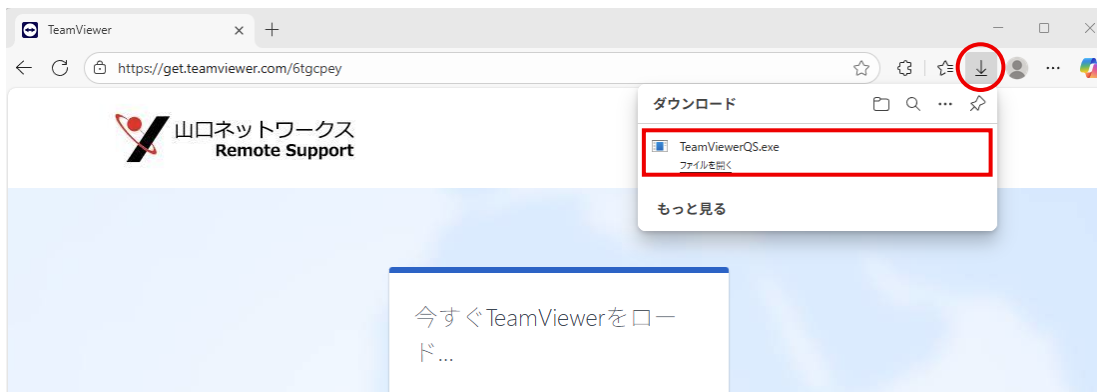 TeamViewer
https://get.teamviewer.com/6tgcpey
ダウンロード
TeamViewerQS.exe
ファイルを開く
もっと見る
山口ネットワークス
Remote Support
今すぐTeamViewerをロー
ド...